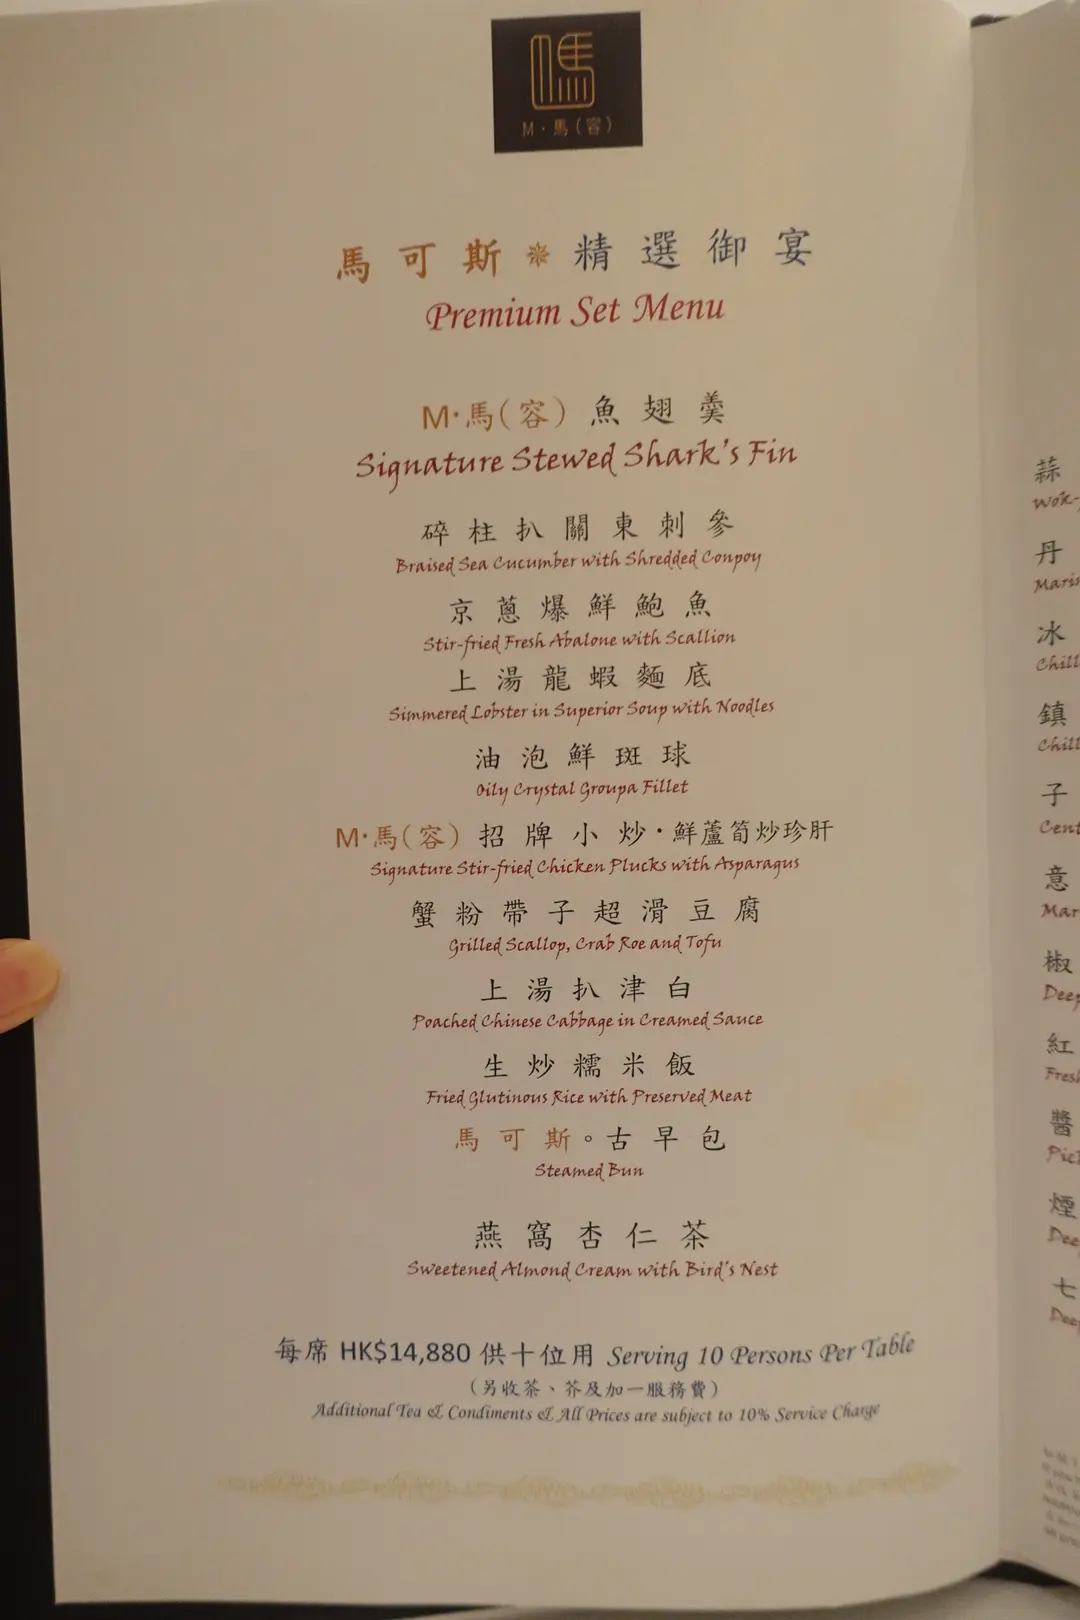 M·馬(容)
馬可斯 精選御宴
Premium Set Menu
M·馬(容) 魚翅羹
Signature Stewed Shark's Fin
碎柱扒關東刺參
Braised Sea Cucumber with Shredded Conpoy
京蔥爆鮮鮑魚
Stir-fried Fresh Abalone with Scallion
上湯龍蝦麵底
Simmered Lobster in Superior Soup with Noodles
油泡鮮斑球
Oily Crystal Groupa Fillet
M·馬(容) 招牌小炒·鮮蘆筍炒珍肝
Signature Stir-fried Chicken Plucks with Asparagus
蟹粉帶子超滑豆腐
Grilled Scallop, Crab Roe and Tofu
上湯扒津白
Poached Chinese Cabbage in Creamed Sauce
生炒糯米飯
Fried Glutinous Rice with Preserved Meat
馬可斯。古早包
Steamed Bun
燕窩杏仁茶
Sweetened Almond Cream with Bird's Nest
每席 HK$14,880 供十位用 Serving 10 Persons Per Table
(另收茶、芥及加一服務費)
Additional Tea & Condiments & All Prices are subject to 10% Service Charge
蒜
Wok-
丹
冰
Chill
鎮
Chill
子
Cent
意
Mar
椒
Deep
紅
Fresh
醬
煙
七